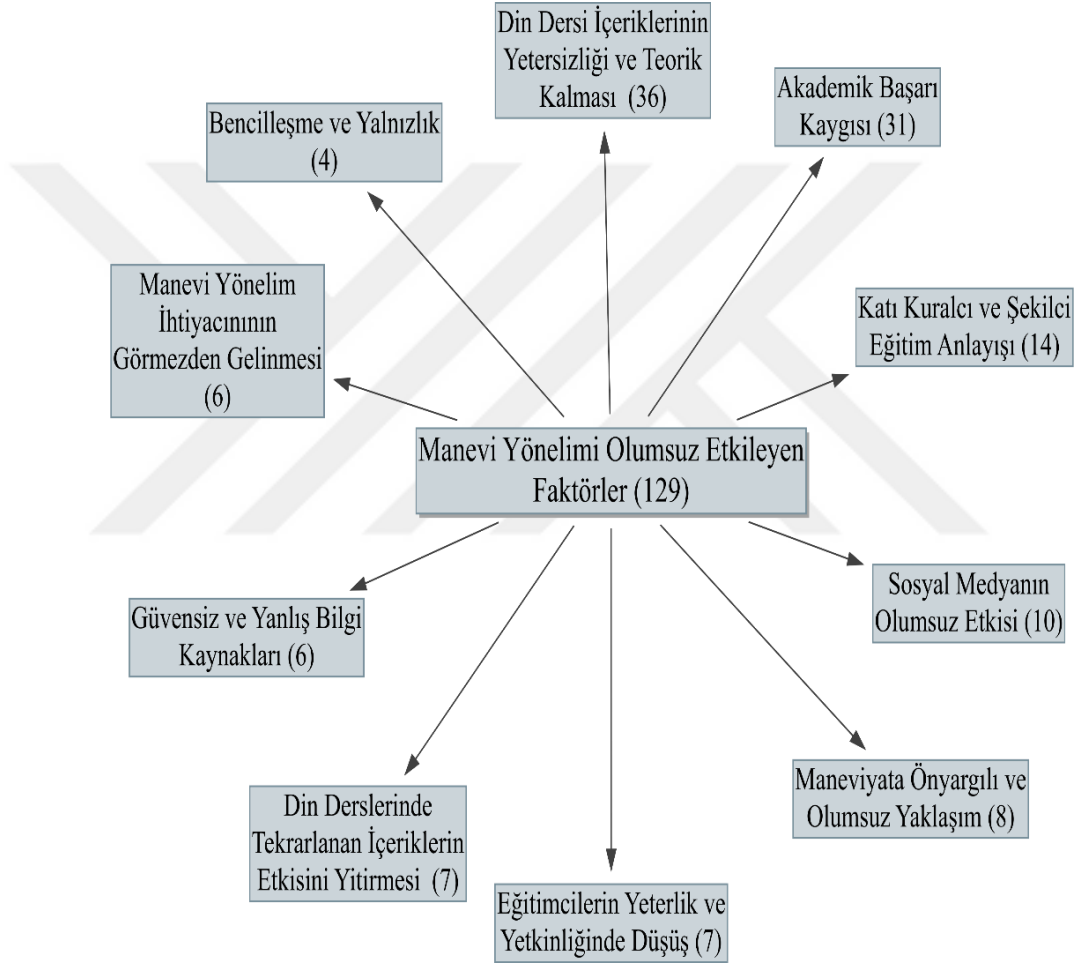 Din Dersi İçeriklerinin
Yetersizliği ve Teorik
Kalması (36)
Akademik Başarı
Kaygısı (31)
Bencilleşme ve Yalnızlık
(4)
Manevi Yönelim
İhtiyacınının
Görmezden Gelinmesi
(6)
Katı Kuralcı ve Şekilci
Eğitim Anlayışı (14)
Manevi Yönelimi Olumsuz Etkileyen
Faktörler (129)
Güvensiz ve Yanlış Bilgi
Kaynakları (6)
Sosyal Medyanın
Olumsuz Etkisi (10)
Din Derslerinde
Tekrarlanan İçeriklerin
Etkisini Yitirmesi (7)
Maneviyata Önyargılı ve
Olumsuz Yaklaşım (8)
Eğitimcilerin Yeterlik ve
Yetkinliğinde Düşüş (7)